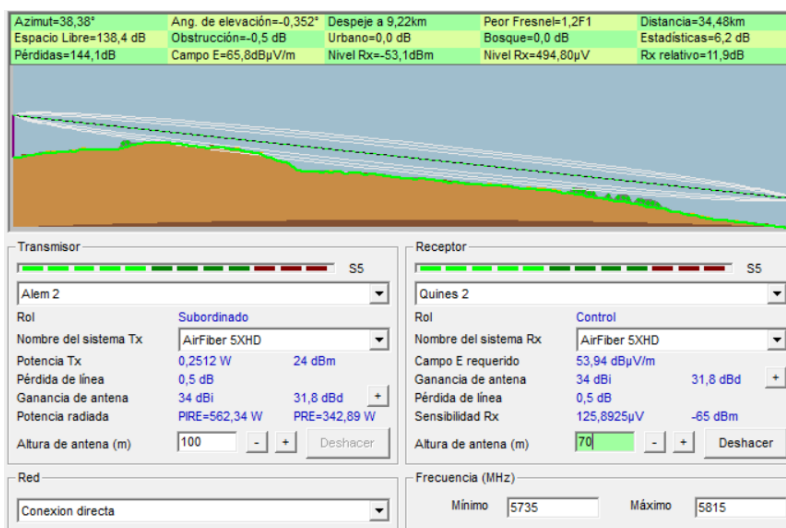 Azimut=38,38° Ang. de elevación=-0,352° Despeje a 9,22km Peor Fresnel=1,2F1 Distancia=34,48km
Espacio Libre=138,4 dB Obstrucción=-0,5 dB Urbano=0,0 dB Bosque=0,0 dB Estadísticas=6,2 dB
Pérdidas=144,1dB Campo E=65,8dBµV/m Nivel Rx=-53,1dBm Nivel Rx=494,80µV Rx relativo=11,9dB
Transmisor
S5
Alem 2
Rol Subordinado
Nombre del sistema Tx AirFiber 5XHD
Potencia Tx 0,2512 W 24 dBm
Pérdida de línea 0,5 dB
Ganancia de antena 34 dBi 31,8 dBd +
Potencia radiada PIRE=562,34 W PRE=342,89 W
Altura de antena (m) 100 - + Deshacer
Receptor
S5
Quines 2
Rol Control
Nombre del sistema Rx AirFiber 5XHD
Campo E requerido 53,94 dBµV/m
Ganancia de antena 34 dBi 31,8 dBd +
Pérdida de línea 0,5 dB
Sensibilidad Rx 125,8925µV -65 dBm
Altura de antena (m) 70 - + Deshacer
Red
Conexion directa
Frecuencia (MHz)
Mínimo 5735 Máximo 5815